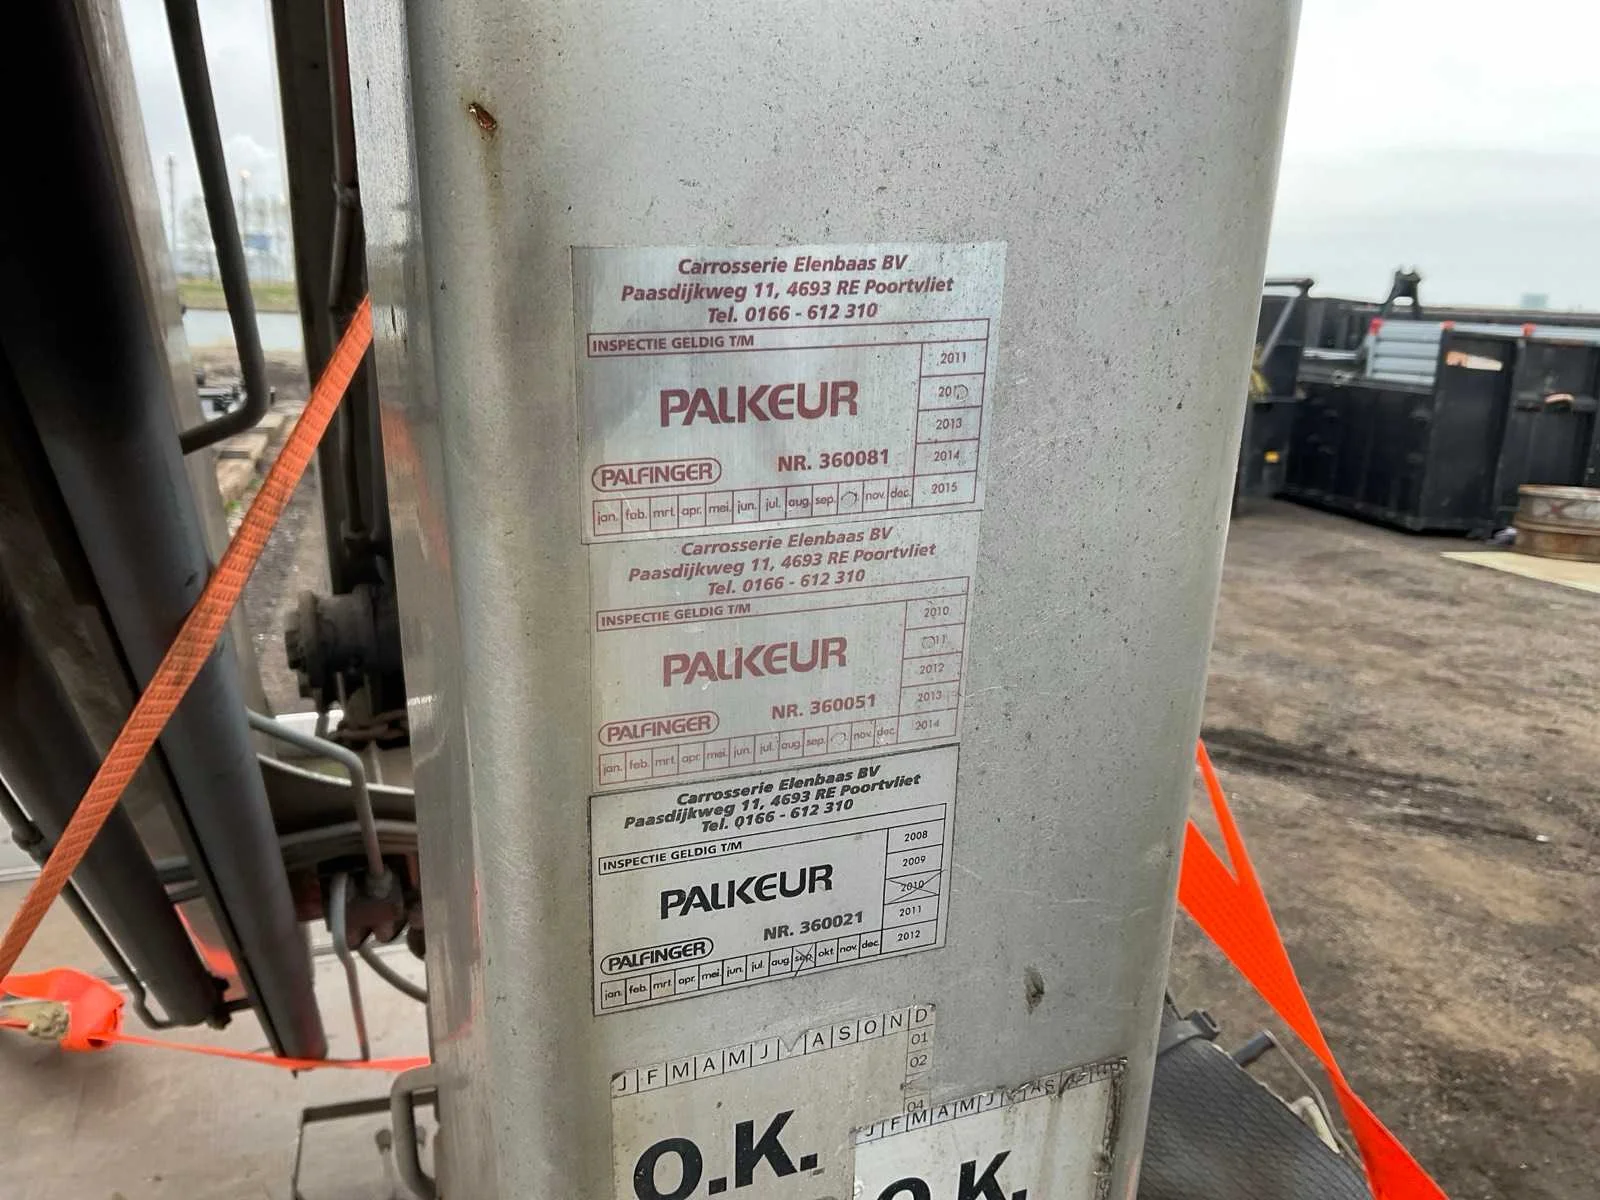 Carrosserie Elenbaas BV
Paasdijkweg 11, 4693 RE Poortvliet
Tel. 0166 - 612 310
INSPECTIE GELDIG T/M
2011
PALKEUR
2013
NR. 360081
2014
PALFINGER
2015
jan. feb. mrt. apr. mei. jun. jul. aug. sep. nov. dec.
Carrosserie Elenbaas BV
Paasdijkweg 11, 4693 RE Poortvliet
Tel. 0166 - 612 310
INSPECTIE GELDIG T/M
2010
PALKEUR
2012
NR. 360051
2013
PALFINGER
2014
jan. feb. mrt. apr. mei. jun. jul. aug. sep. nov. dec.
Carrosserie Elenbaas BV
Paasdijkweg 11, 4693 RE Poortvliet
Tel. 0166 - 612 310
INSPECTIE GELDIG T/M
2008
2009
PALKEUR
2010
2011
NR. 360021
2012
PALFINGER
jan. feb. mrt. apr. mei. jun. jul. aug. sep. okt. nov. dec.
J F M A M J A S O N D
01
02
04
O.K.
J F M A M J A S
O.K.